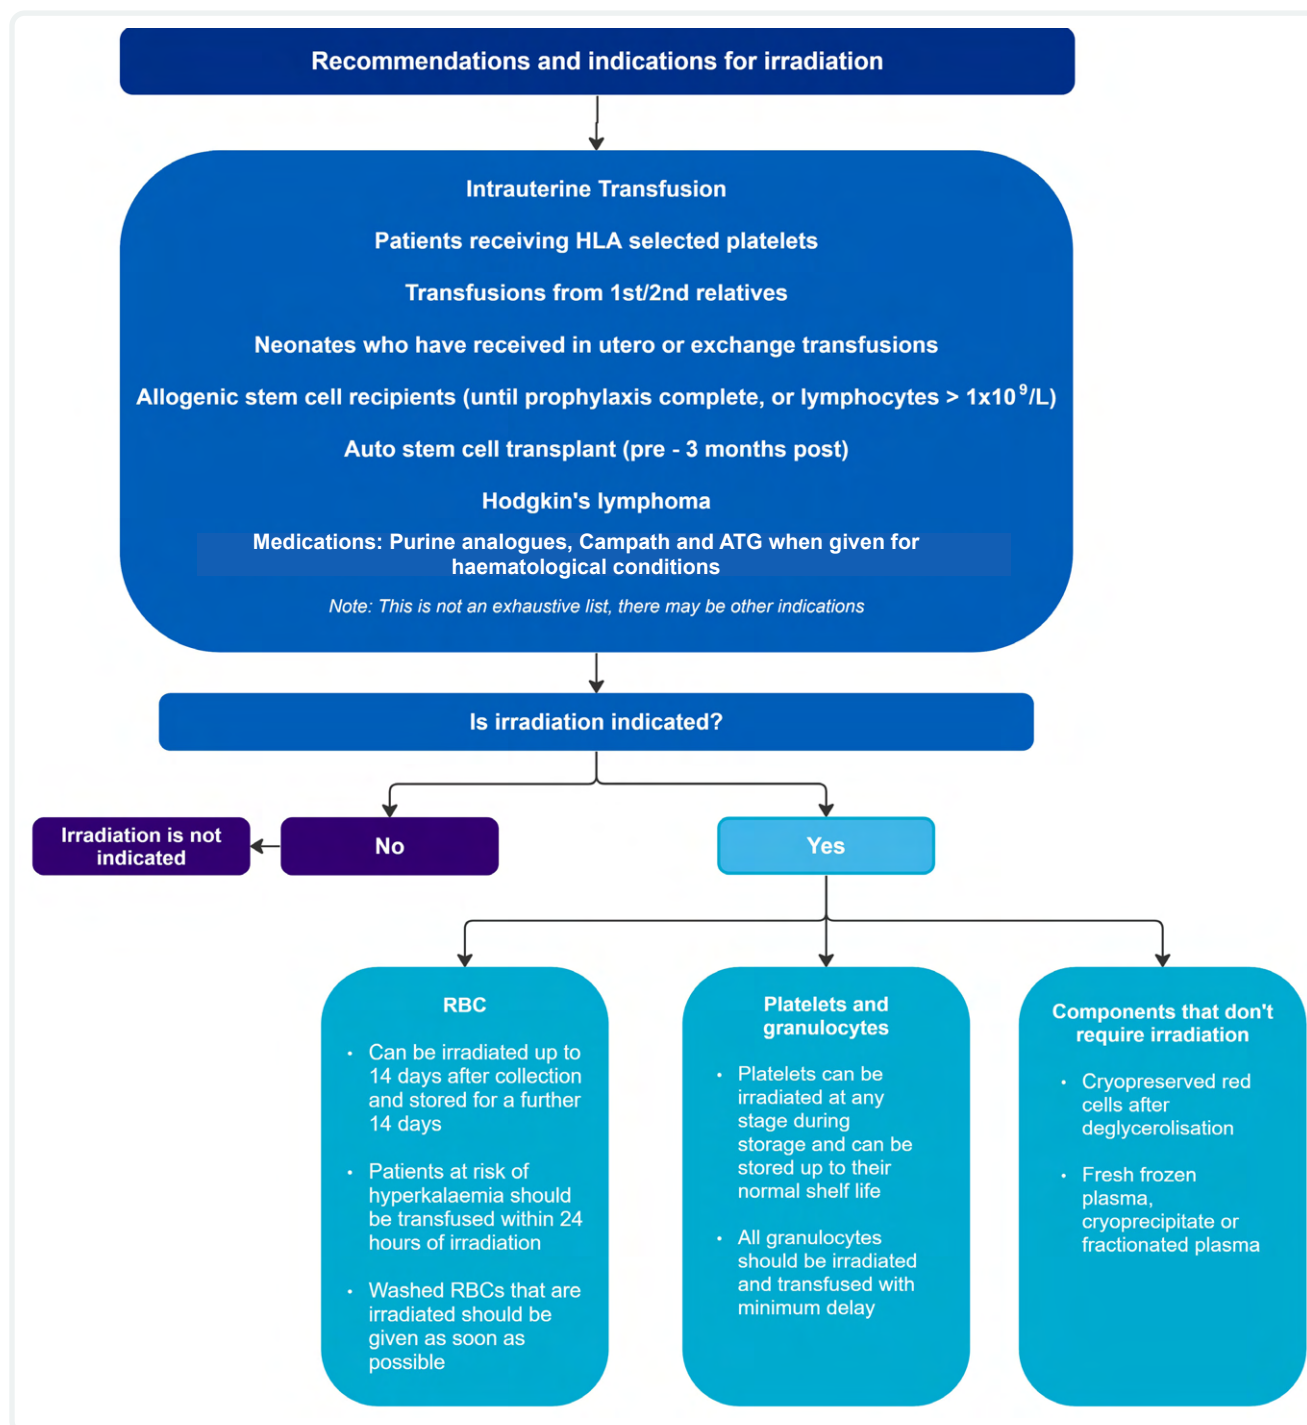 Recommendations and indications for irradiation
Intrauterine Transfusion
Patients receiving HLA selected platelets
Transfusions from 1st/2nd relatives
Neonates who have received in utero or exchange transfusions
Allogenic stem cell recipients (until prophylaxis complete, or lymphocytes > 1x10⁹/L)
Auto stem cell transplant (pre - 3 months post)
Hodgkin's lymphoma
Medications: Purine analogues, Campath and ATG when given for
haematological conditions
Note: This is not an exhaustive list, there may be other indications
Is irradiation indicated?
Irradiation is not
indicated
No
Yes
RBC
• Can be irradiated up to
14 days after collection
and stored for a further
14 days
• Patients at risk of
hyperkalaemia should
be transfused within 24
hours of irradiation
• Washed RBCs that are
irradiated should be
given as soon as
possible
Platelets and
granulocytes
• Platelets can be
irradiated at any
stage during
storage and can be
stored up to their
normal shelf life
• All granulocytes
should be irradiated
and transfused with
minimum delay
Components that don't
require irradiation
• Cryopreserved red
cells after
deglycerolisation
• Fresh frozen
plasma,
cryoprecipitate or
fractionated plasma